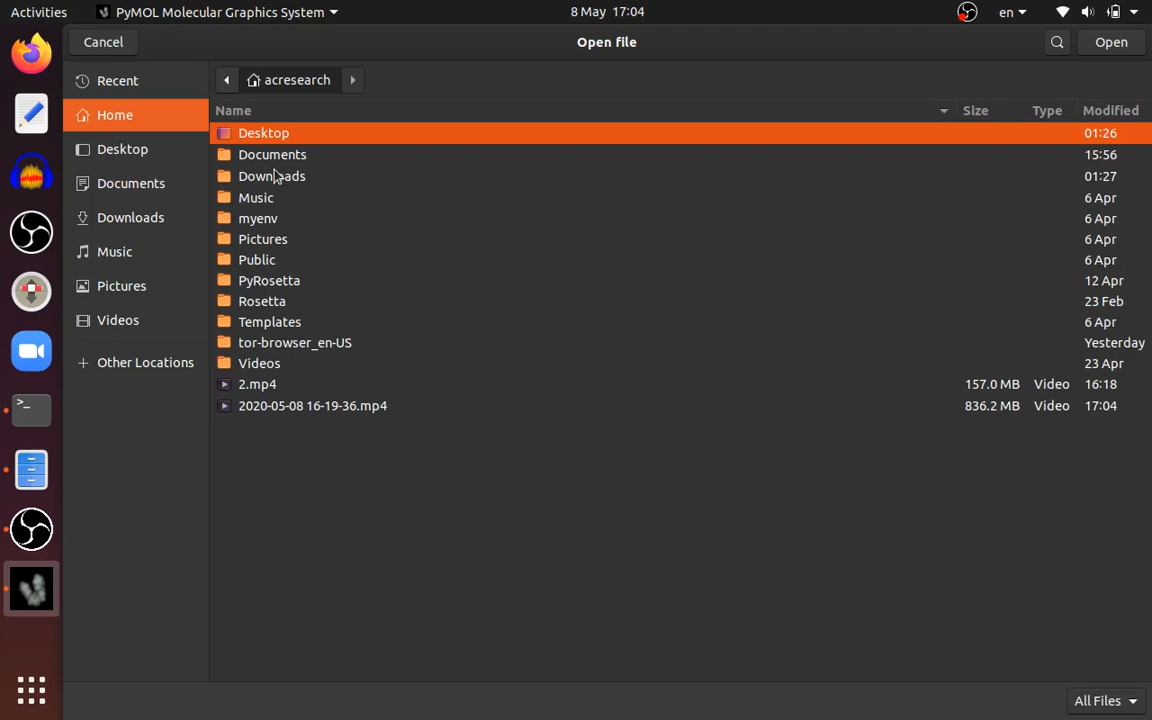 Activities PyMOL Molecular Graphics System 8 May 17:04 en
Cancel Open file Open
Recent
Home
Desktop
Documents
Downloads
Music
Pictures
Videos
Other Locations
acresearch
Name Size Type Modified
Desktop 01:26
Documents 15:56
Downloads 01:27
Music 6 Apr
myenv 6 Apr
Pictures 6 Apr
Public 6 Apr
PyRosetta 12 Apr
Rosetta 23 Feb
Templates 6 Apr
tor-browser_en-US Yesterday
Videos 23 Apr
2.mp4 157.0 MB Video 16:18
2020-05-08 16-19-36.mp4 836.2 MB Video 17:04
All Files